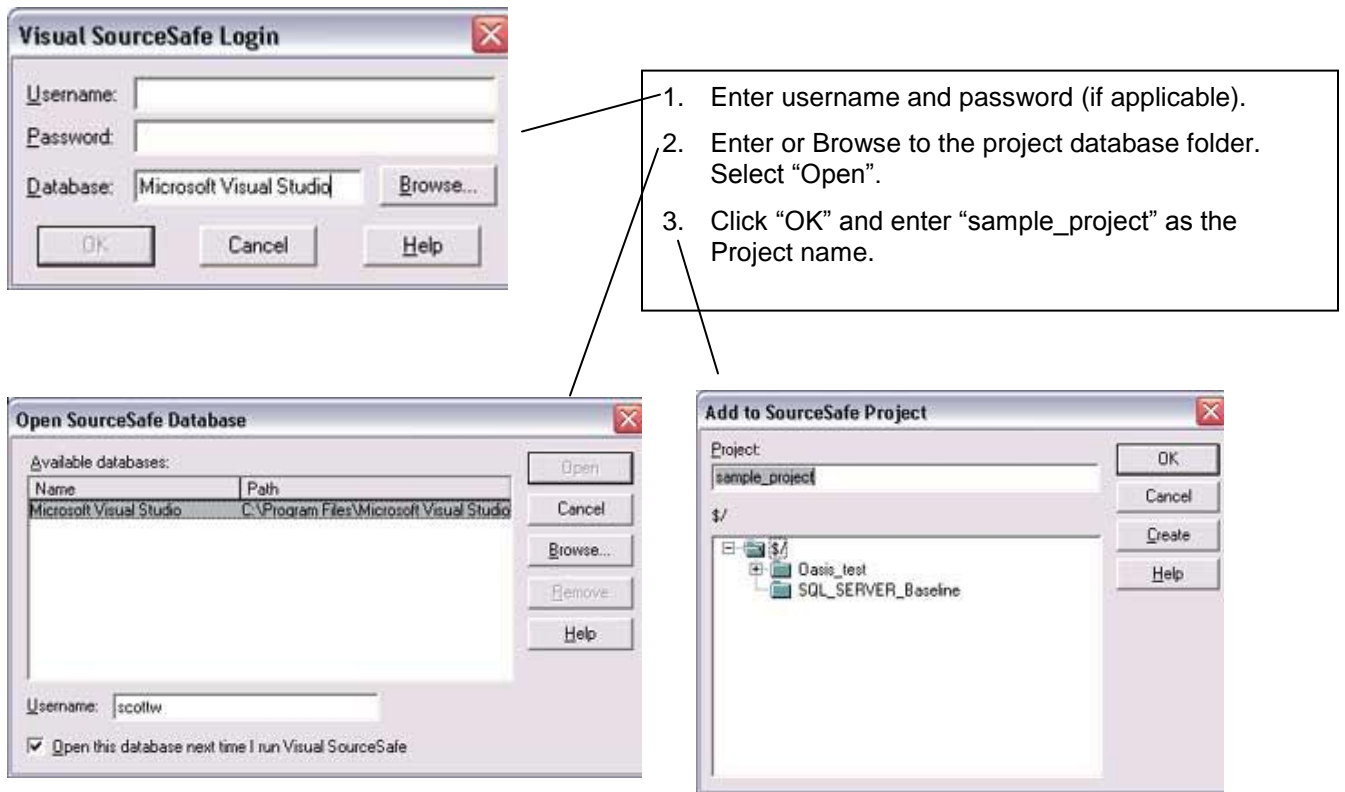 Visual SourceSafe Login
Username:
Password:
Database: Microsoft Visual Studio Browse...
OK Cancel Help
1. Enter username and password (if applicable).
2. Enter or Browse to the project database folder.
Select “Open”.
3. Click “OK” and enter “sample_project” as the
Project name.
Open SourceSafe Database
Available databases:
Name Path
Microsoft Visual Studio C:\Program Files\Microsoft Visual Studio
Open
Cancel
Browse...
Remove
Help
Username: scottw
Open this database next time I run Visual SourceSafe
Add to SourceSafe Project
Project:
sample_project
$/
$/
Oasis_test
SQL_SERVER_Baseline
OK
Cancel
Create
Help